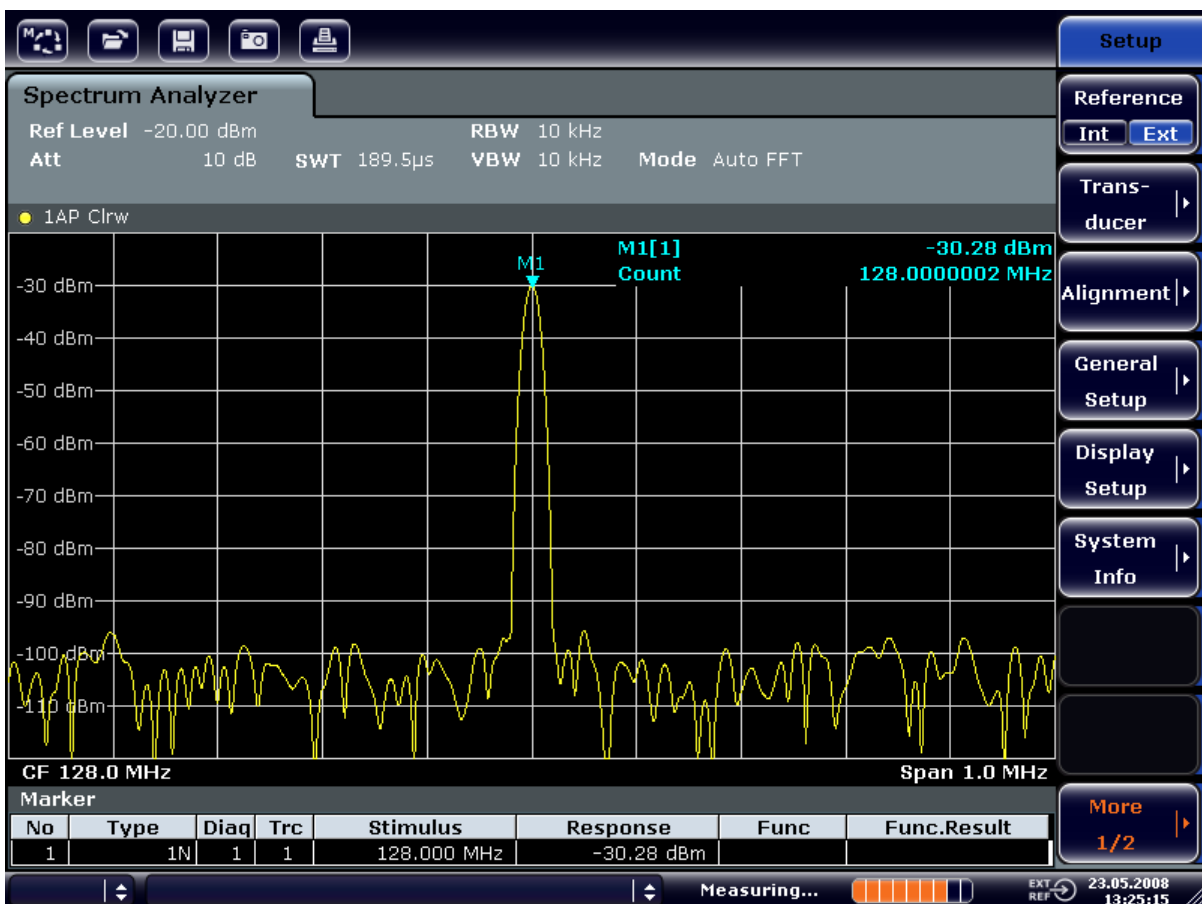 M
Setup
Spectrum Analyzer
Ref Level -20.00 dBm RBW 10 kHz
Att 10 dB SWT 189.5µs VBW 10 kHz Mode Auto FFT
1AP Clrw
M1[1] -30.28 dBm
Count 128.0000002 MHz
M1
-30 dBm
-40 dBm
-50 dBm
-60 dBm
-70 dBm
-80 dBm
-90 dBm
-100 dBm
-110 dBm
CF 128.0 MHz Span 1.0 MHz
Marker
No Type Diag Trc Stimulus Response Func Func.Result
1 1N 1 1 128.000 MHz -30.28 dBm
Measuring...
EXT REF
23.05.2008
13:25:15
Reference
Int Ext
Trans-
ducer
Alignment
General
Setup
Display
Setup
System
Info
More
1/2